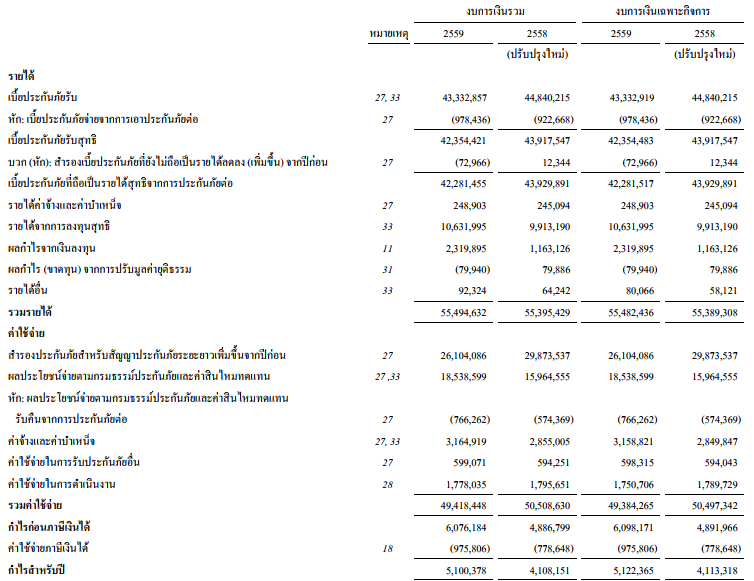 งบการเงินรวม งบการเงินเฉพาะกิจการ
หมายเหตุ 2559 2558 2559 2558
(ปรับปรุงใหม่) (ปรับปรุงใหม่)
รายได้
เบี้ยประกันภัยรับ 27, 33 43,332,857 44,840,215 43,332,919 44,840,215
หัก: เบี้ยประกันภัยจ่ายจากการเอาประกันภัยต่อ 27 (978,436) (922,668) (978,436) (922,668)
เบี้ยประกันภัยรับสุทธิ 42,354,421 43,917,547 42,354,483 43,917,547
บวก (หัก): สำรองเบี้ยประกันภัยที่ยังไม่ถือเป็นรายได้ลดลง (เพิ่มขึ้น) จากปีก่อน 27 (72,966) 12,344 (72,966) 12,344
เบี้ยประกันภัยที่ถือเป็นรายได้สุทธิจากการประกันภัยต่อ 42,281,455 43,929,891 42,281,517 43,929,891
รายได้ค่าจ้างและค่าบำเหน็จ 27 248,903 245,094 248,903 245,094
รายได้จากการลงทุนสุทธิ 33 10,631,995 9,913,190 10,631,995 9,913,190
ผลกำไรจากเงินลงทุน 11 2,319,895 1,163,126 2,319,895 1,163,126
ผลกำไร (ขาดทุน) จากการปรับมูลค่ายุติธรรม 31 (79,940) 79,886 (79,940) 79,886
รายได้อื่น 33 92,324 64,242 80,066 58,121
รวมรายได้ 55,494,632 55,395,429 55,482,436 55,389,308
ค่าใช้จ่าย
สำรองประกันภัยสำหรับสัญญาประกันภัยระยะยาวเพิ่มขึ้นจากปีก่อน 27 26,104,086 29,873,537 26,104,086 29,873,537
ผลประโยชน์จ่ายตามกรมธรรม์ประกันภัยและค่าสินไหมทดแทน 27 ,33 18,538,599 15,964,555 18,538,599 15,964,555
หัก: ผลประโยชน์จ่ายตามกรมธรรม์ประกันภัยและค่าสินไหมทดแทน
รับคืนจากการประกันภัยต่อ 27 (766,262) (574,369) (766,262) (574,369)
ค่าจ้างและค่าบำเหน็จ 27, 33 3,164,919 2,855,005 3,158,821 2,849,847
ค่าใช้จ่ายในการรับประกันภัยอื่น 27 599,071 594,251 598,315 594,043
ค่าใช้จ่ายในการดำเนินงาน 28 1,778,035 1,795,651 1,750,706 1,789,729
รวมค่าใช้จ่าย 49,418,448 50,508,630 49,384,265 50,497,342
กำไรก่อนภาษีเงินได้ 6,076,184 4,886,799 6,098,171 4,891,966
ค่าใช้จ่ายภาษีเงินได้ 18 (975,806) (778,648) (975,806) (778,648)
กำไรสำหรับปี 5,100,378 4,108,151 5,122,365 4,113,318